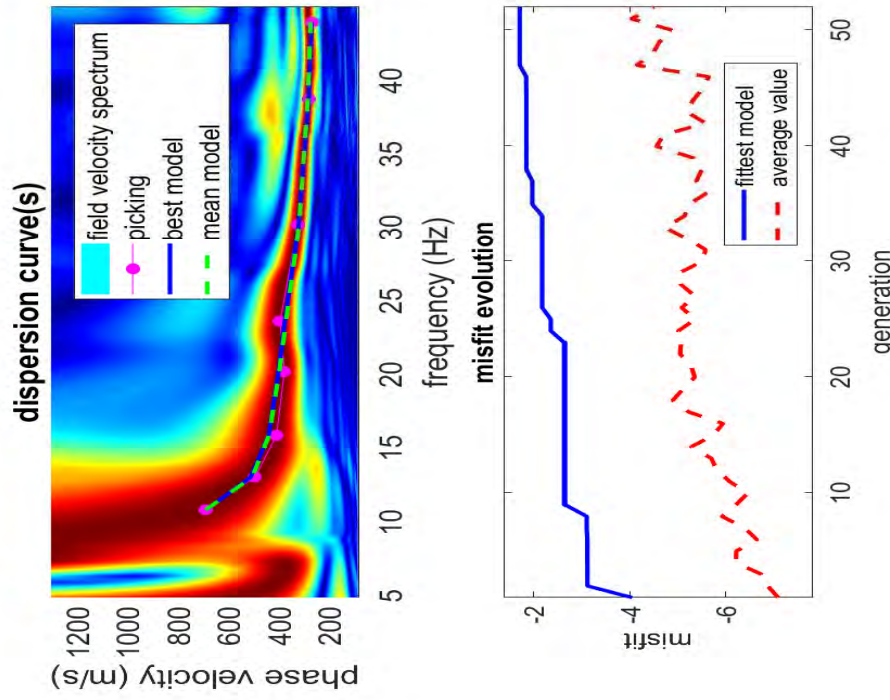 dispersion curve(s)
field velocity spectrum
picking
best model
mean model
phase velocity (m/s)
1200
1000
800
600
400
200
5
10
15
20
25
30
35
40
frequency (Hz)
misfit evolution
fittest model
average value
misfit
-2
-4
-6
10
20
30
40
50
generation